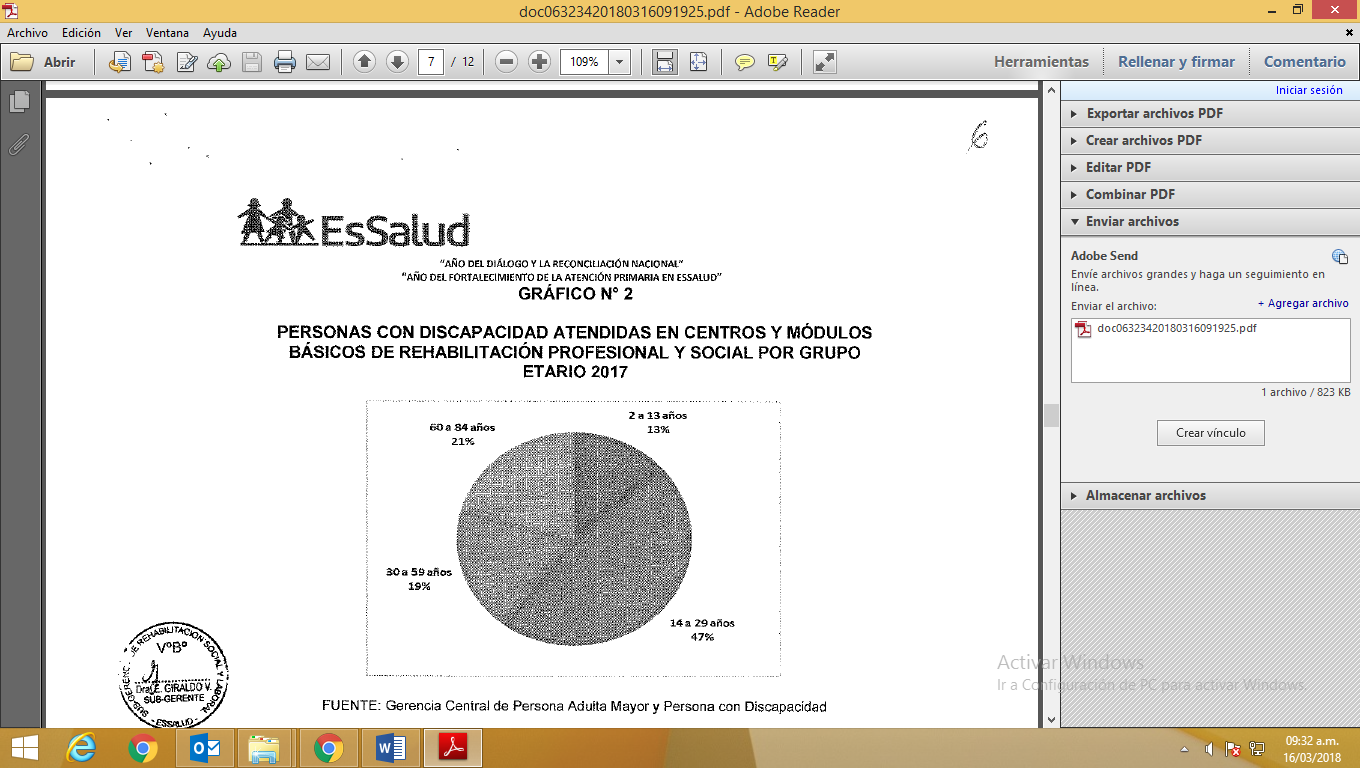 doc06323420180316091925.pdf - Adobe Reader
Archivo Edición Ver Ventana Ayuda
Abrir 7 / 12 109% Herramientas Rellenar y firmar Comentario
Iniciar sesión
Exportar archivos PDF
Crear archivos PDF
Editar PDF
Combinar PDF
Enviar archivos
Adobe Send
Envíe archivos grandes y haga un seguimiento en
línea.
Enviar el archivo: + Agregar archivo
doc06323420180316091925.pdf
1 archivo / 823 KB
Crear vínculo
Almacenar archivos
6
EsSalud
"AÑO DEL DIÁLOGO Y LA RECONCILIACIÓN NACIONAL"
"AÑO DEL FORTALECIMIENTO DE LA ATENCIÓN PRIMARIA EN ESSALUD"
GRÁFICO N° 2
PERSONAS CON DISCAPACIDAD ATENDIDAS EN CENTROS Y MÓDULOS
BÁSICOS DE REHABILITACIÓN PROFESIONAL Y SOCIAL POR GRUPO
ETARIO 2017
2 a 13 años
13%
60 a 84 años
21%
30 a 59 años
19%
14 a 29 años
47%
REHABILITACION SOCIAL Y LABORAL
V°B°
GIRALDO V.
SUB-GERENTE
ESSALUD
FUENTE: Gerencia Central de Persona Adulta Mayor y Persona con Discapacidad
Activar Windows
Ir a Configuración de PC para activar Windows.
09:32 a.m.
16/03/2018